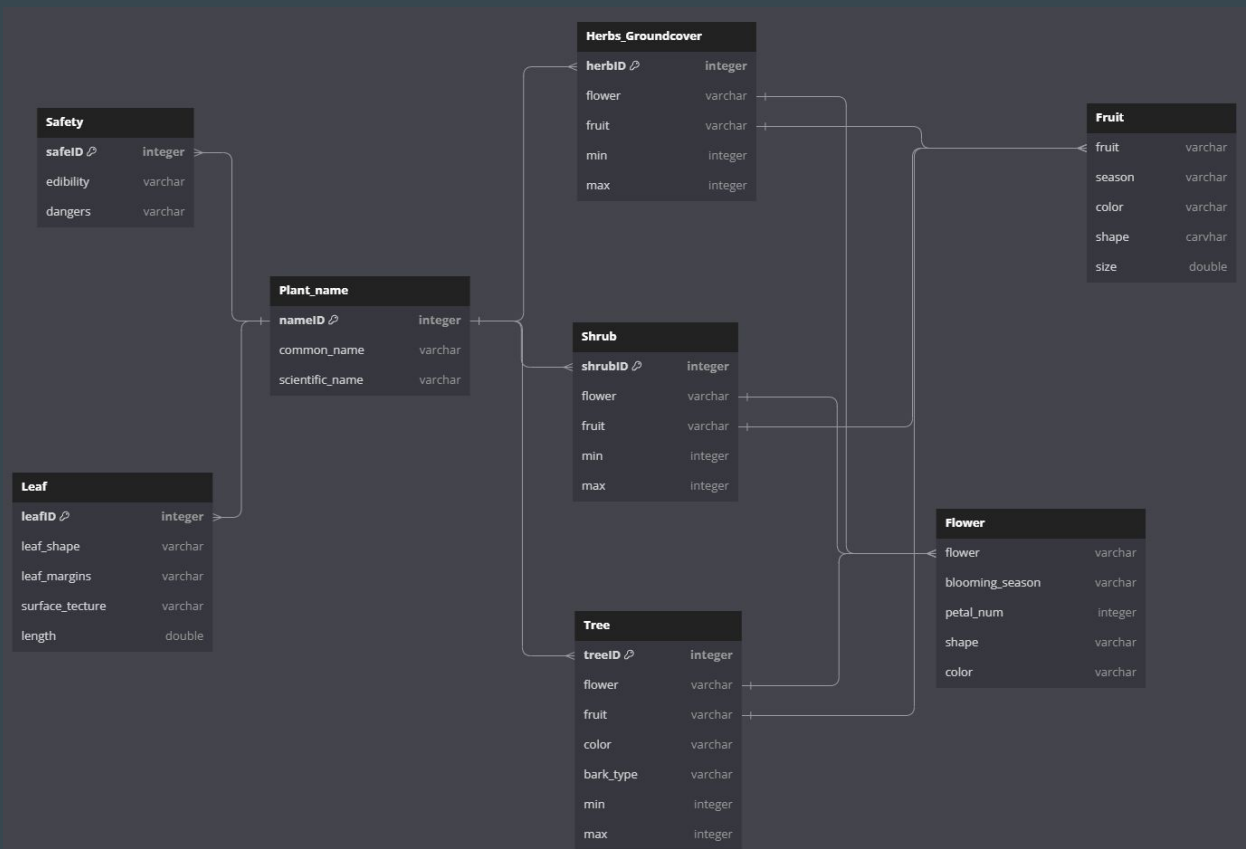 Herbs_Groundcover
herbID integer
flower varchar
fruit varchar
min integer
max integer
Safety
safeID integer
edibility varchar
dangers varchar
Fruit
fruit varchar
season varchar
color varchar
shape carvhar
size double
Plant_name
nameID integer
common_name varchar
scientific_name varchar
Shrub
shrubID integer
flower varchar
fruit varchar
min integer
max integer
Leaf
leafID integer
leaf_shape varchar
leaf_margins varchar
surface_tecture varchar
length double
Flower
flower varchar
blooming_season varchar
petal_num integer
shape varchar
color varchar
Tree
treeID integer
flower varchar
fruit varchar
color varchar
bark_type varchar
min integer
max integer